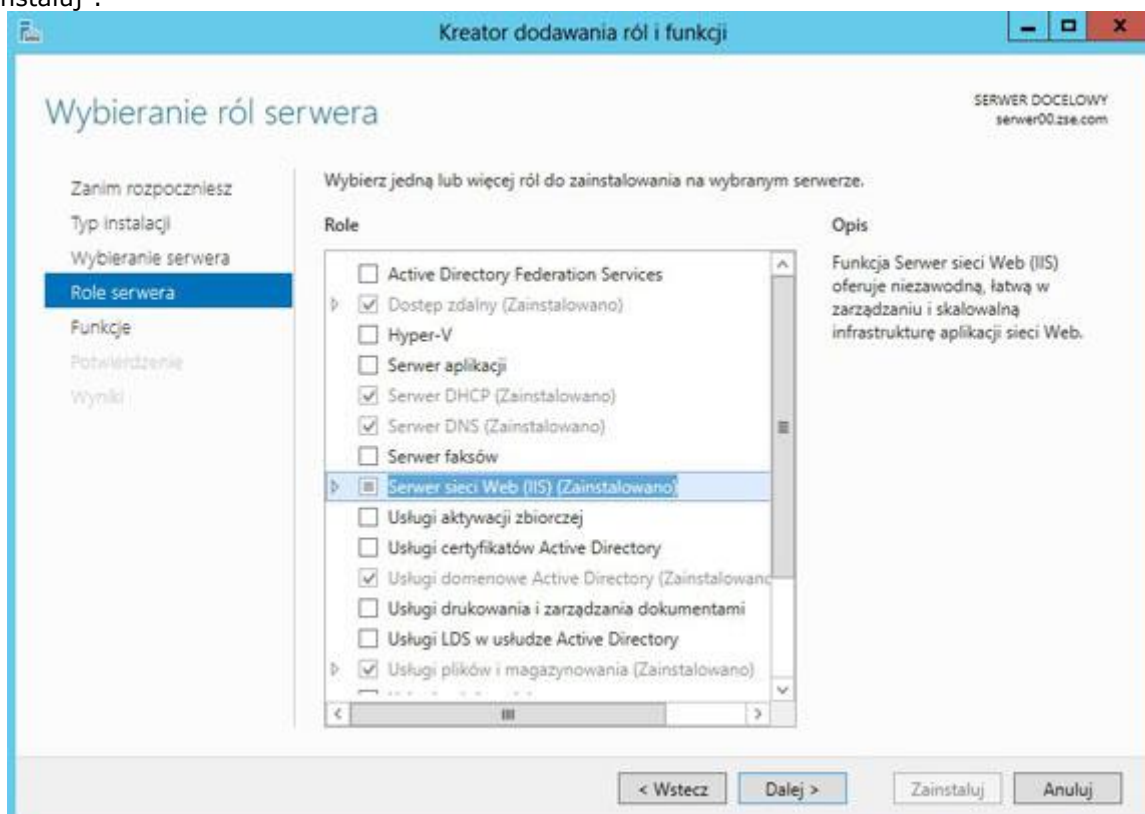 nstaluj".
Kreator dodawania ról i funkcji
Wybieranie ról serwera
SERWER DOCELOWY
serwer00.zse.com
Zanim rozpoczniesz
Typ instalacji
Wybieranie serwera
Role serwera
Funkcje
Potwierdzenie
Wyniki
Wybierz jedną lub więcej ról do zainstalowania na wybranym serwerze.
Role
Active Directory Federation Services
Dostęp zdalny (Zainstalowano)
Hyper-V
Serwer aplikacji
Serwer DHCP (Zainstalowano)
Serwer DNS (Zainstalowano)
Serwer faksów
Serwer sieci Web (IIS) (Zainstalowano)
Usługi aktywacji zbiorczej
Usługi certyfikatów Active Directory
Usługi domenowe Active Directory (Zainstalowano
Usługi drukowania i zarządzania dokumentami
Usługi LDS w usłudze Active Directory
Usługi plików i magazynowania (Zainstalowano)
Opis
Funkcja Serwer sieci Web (IIS)
oferuje niezawodną, łatwą w
zarządzaniu i skalowalną
infrastrukturę aplikacji sieci Web.
< Wstecz
Dalej >
Zainstaluj
Anuluj